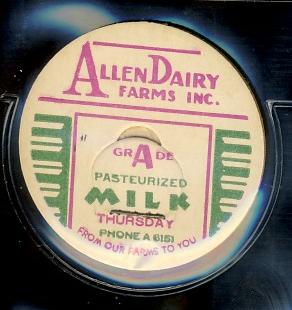 ALLEN DAIRY
FARMS INC.
GRADE
A
PASTEURIZED
MILK
THURSDAY
PHONE A 6151
FROM OUR FARMS TO YOU